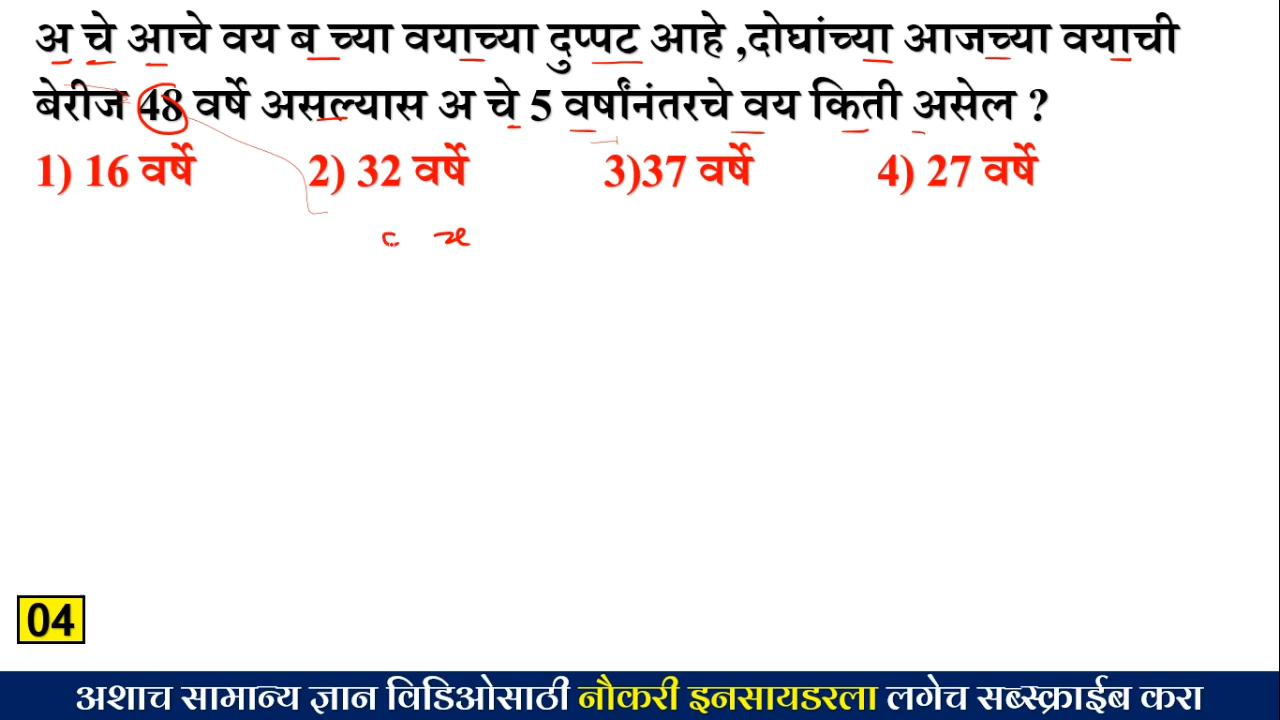 अ चे आचे वय ब च्या वयाच्या दुप्पट आहे ,दोघांच्या आजच्या वयाची
बेरीज 48 वर्षे असल्यास अ चे 5 वर्षांनंतरचे वय किती असेल ?
1) 16 वर्षे 2) 32 वर्षे 3)37 वर्षे 4) 27 वर्षे
x
04
अशाच सामान्य ज्ञान विडिओसाठी नौकरी इनसायडरला लगेच सब्स्क्राईब करा